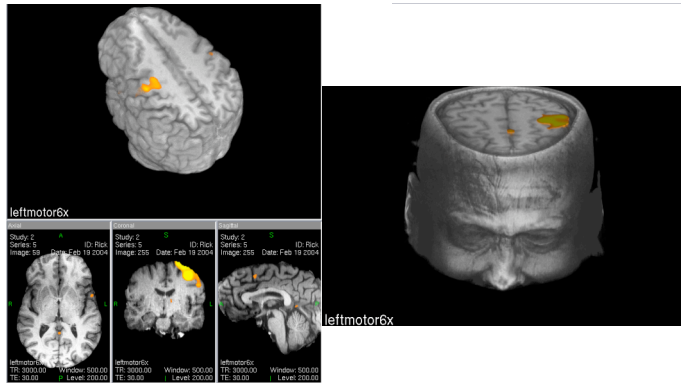 leftmotor6x
leftmotor6x
Axial
Study: 2
A
Series: 5
ID: Rick
Image: 59
Date: Feb 19 2004
R
L
leftmotor6x
TR: 3000.00
Window: 500.00
TE: 30.00
P
Level: 200.00
Coronal
Study: 2
S
Series: 5
ID: Rick
Image: 255
Date: Feb 19 2004
R
L
leftmotor6x
TR: 3000.00
Window: 500.00
TE: 30.00
I
Level: 200.00
Sagittal
Study: 2
S
Series: 5
ID: Rick
Image: 255
Date: Feb 19 2004
leftmotor6x
TR: 3000.00
Window: 500.00
TE: 30.00
I
Level: 200.00